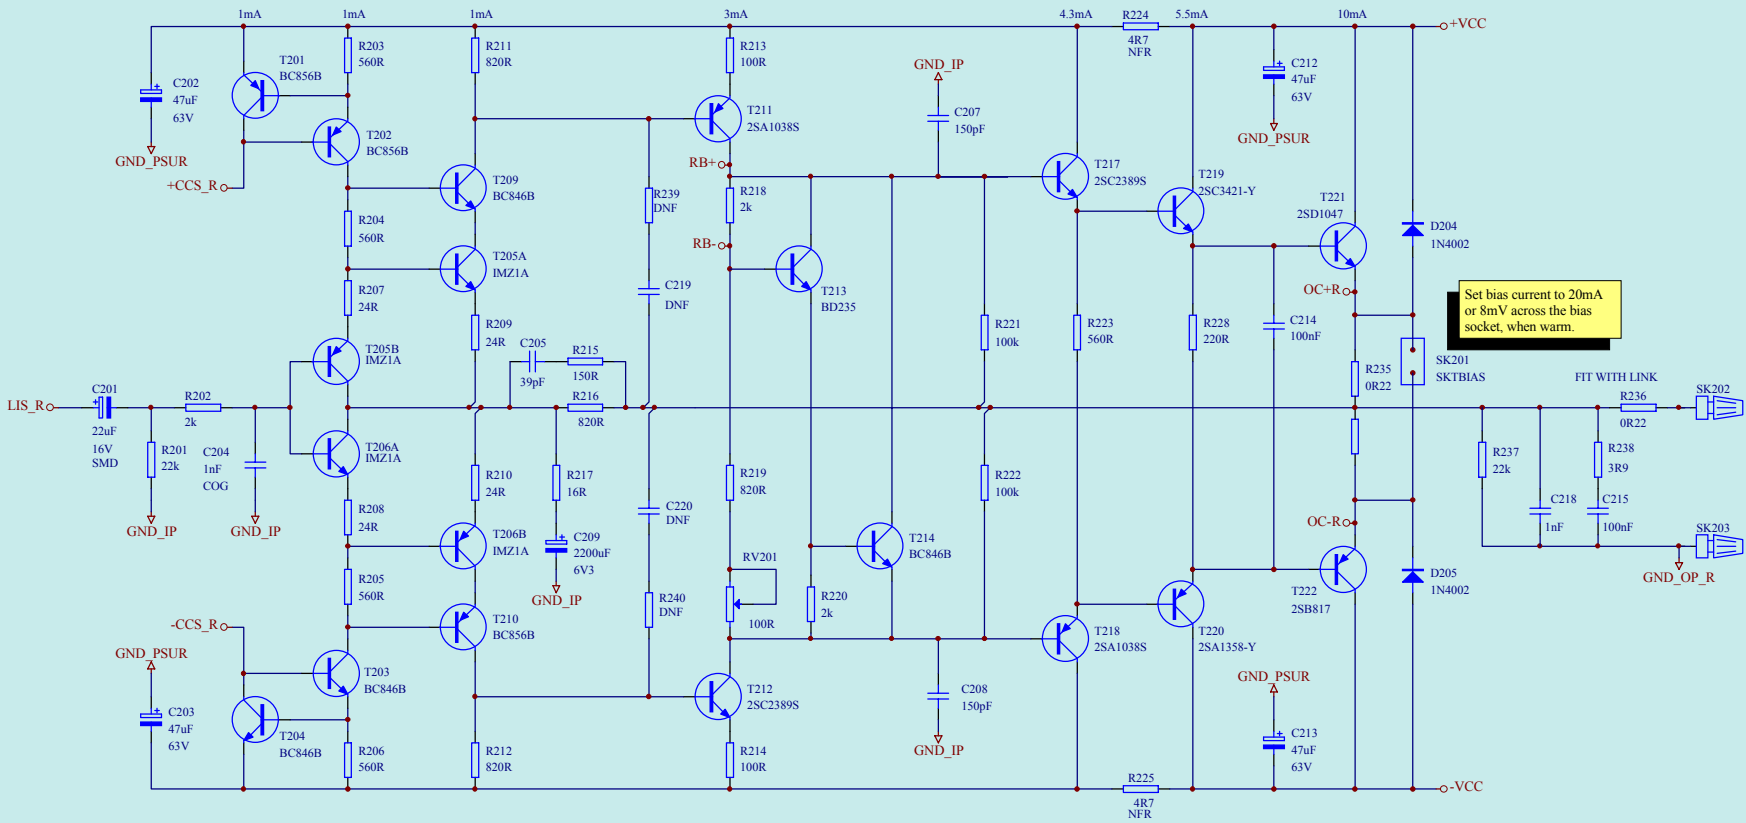 1mA
1mA
1mA
3mA
4.3mA
R224
4R7
NFR
5.5mA
10mA
+VCC
T201
BC856B
R203
560R
R211
820R
R213
100R
C202
47uF
63V
GND_PSUR
T202
BC856B
+CCS_R
T211
2SA1038S
GND_IP
C207
150pF
C212
47uF
63V
GND_PSUR
RB+
T209
BC846B
R239
DNF
R218
2k
T217
2SC2389S
T219
2SC3421-Y
T221
2SD1047
D204
1N4002
R204
560R
RB-
T205A
IMZ1A
C219
DNF
T213
BD235
OC+R
Set bias current to 20mA
or 8mV across the bias
socket, when warm.
R207
24R
R209
24R
R221
100k
R223
560R
R228
220R
C214
100nF
T205B
IMZ1A
C205
39pF
R215
150R
R235
0R22
SK201
SKTBIAS
FIT WITH LINK
LIS_R
C201
22uF
16V
SMD
R202
2k
R216
820R
R236
0R22
SK202
R201
22k
C204
1nF
COG
T206A
IMZ1A
R210
24R
R217
16R
R219
820R
R222
100k
R237
22k
R238
3R9
GND_IP
GND_IP
R208
24R
C220
DNF
C218
1nF
C215
100nF
OC-R
SK203
T206B
IMZ1A
C209
2200uF
6V3
GND_IP
T214
BC846B
RV201
100R
GND_OP_R
R205
560R
R240
DNF
R220
2k
T222
2SB817
D205
1N4002
-CCS_R
T210
BC856B
T218
2SA1038S
T220
2SA1358-Y
GND_PSUR
T203
BC846B
GND_PSUR
C203
47uF
63V
T204
BC846B
T212
2SC2389S
C208
150pF
GND_IP
C213
47uF
63V
R206
560R
R212
820R
R214
100R
R225
4R7
NFR
-VCC